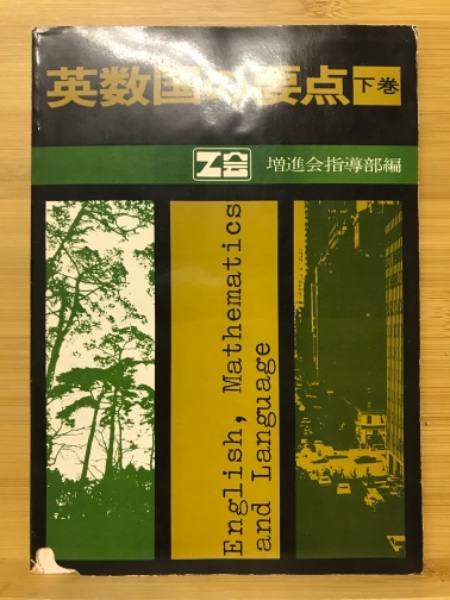 英数国の要点 下巻
Z会 増進会指導部編
English, Mathematics
and Language